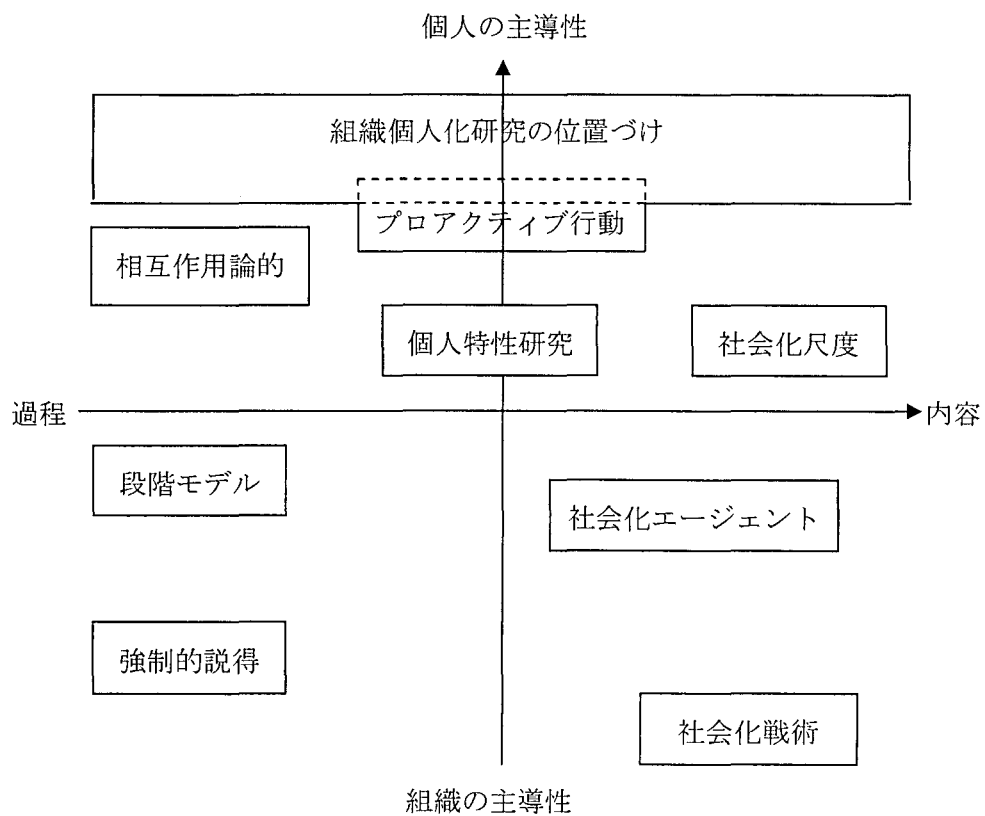 個人の主導性
組織個人化研究の位置づけ
プロアクティブ行動
相互作用論的
個人特性研究
社会化尺度
過程
内容
段階モデル
社会化エージェント
強制的説得
社会化戦術
組織の主導性